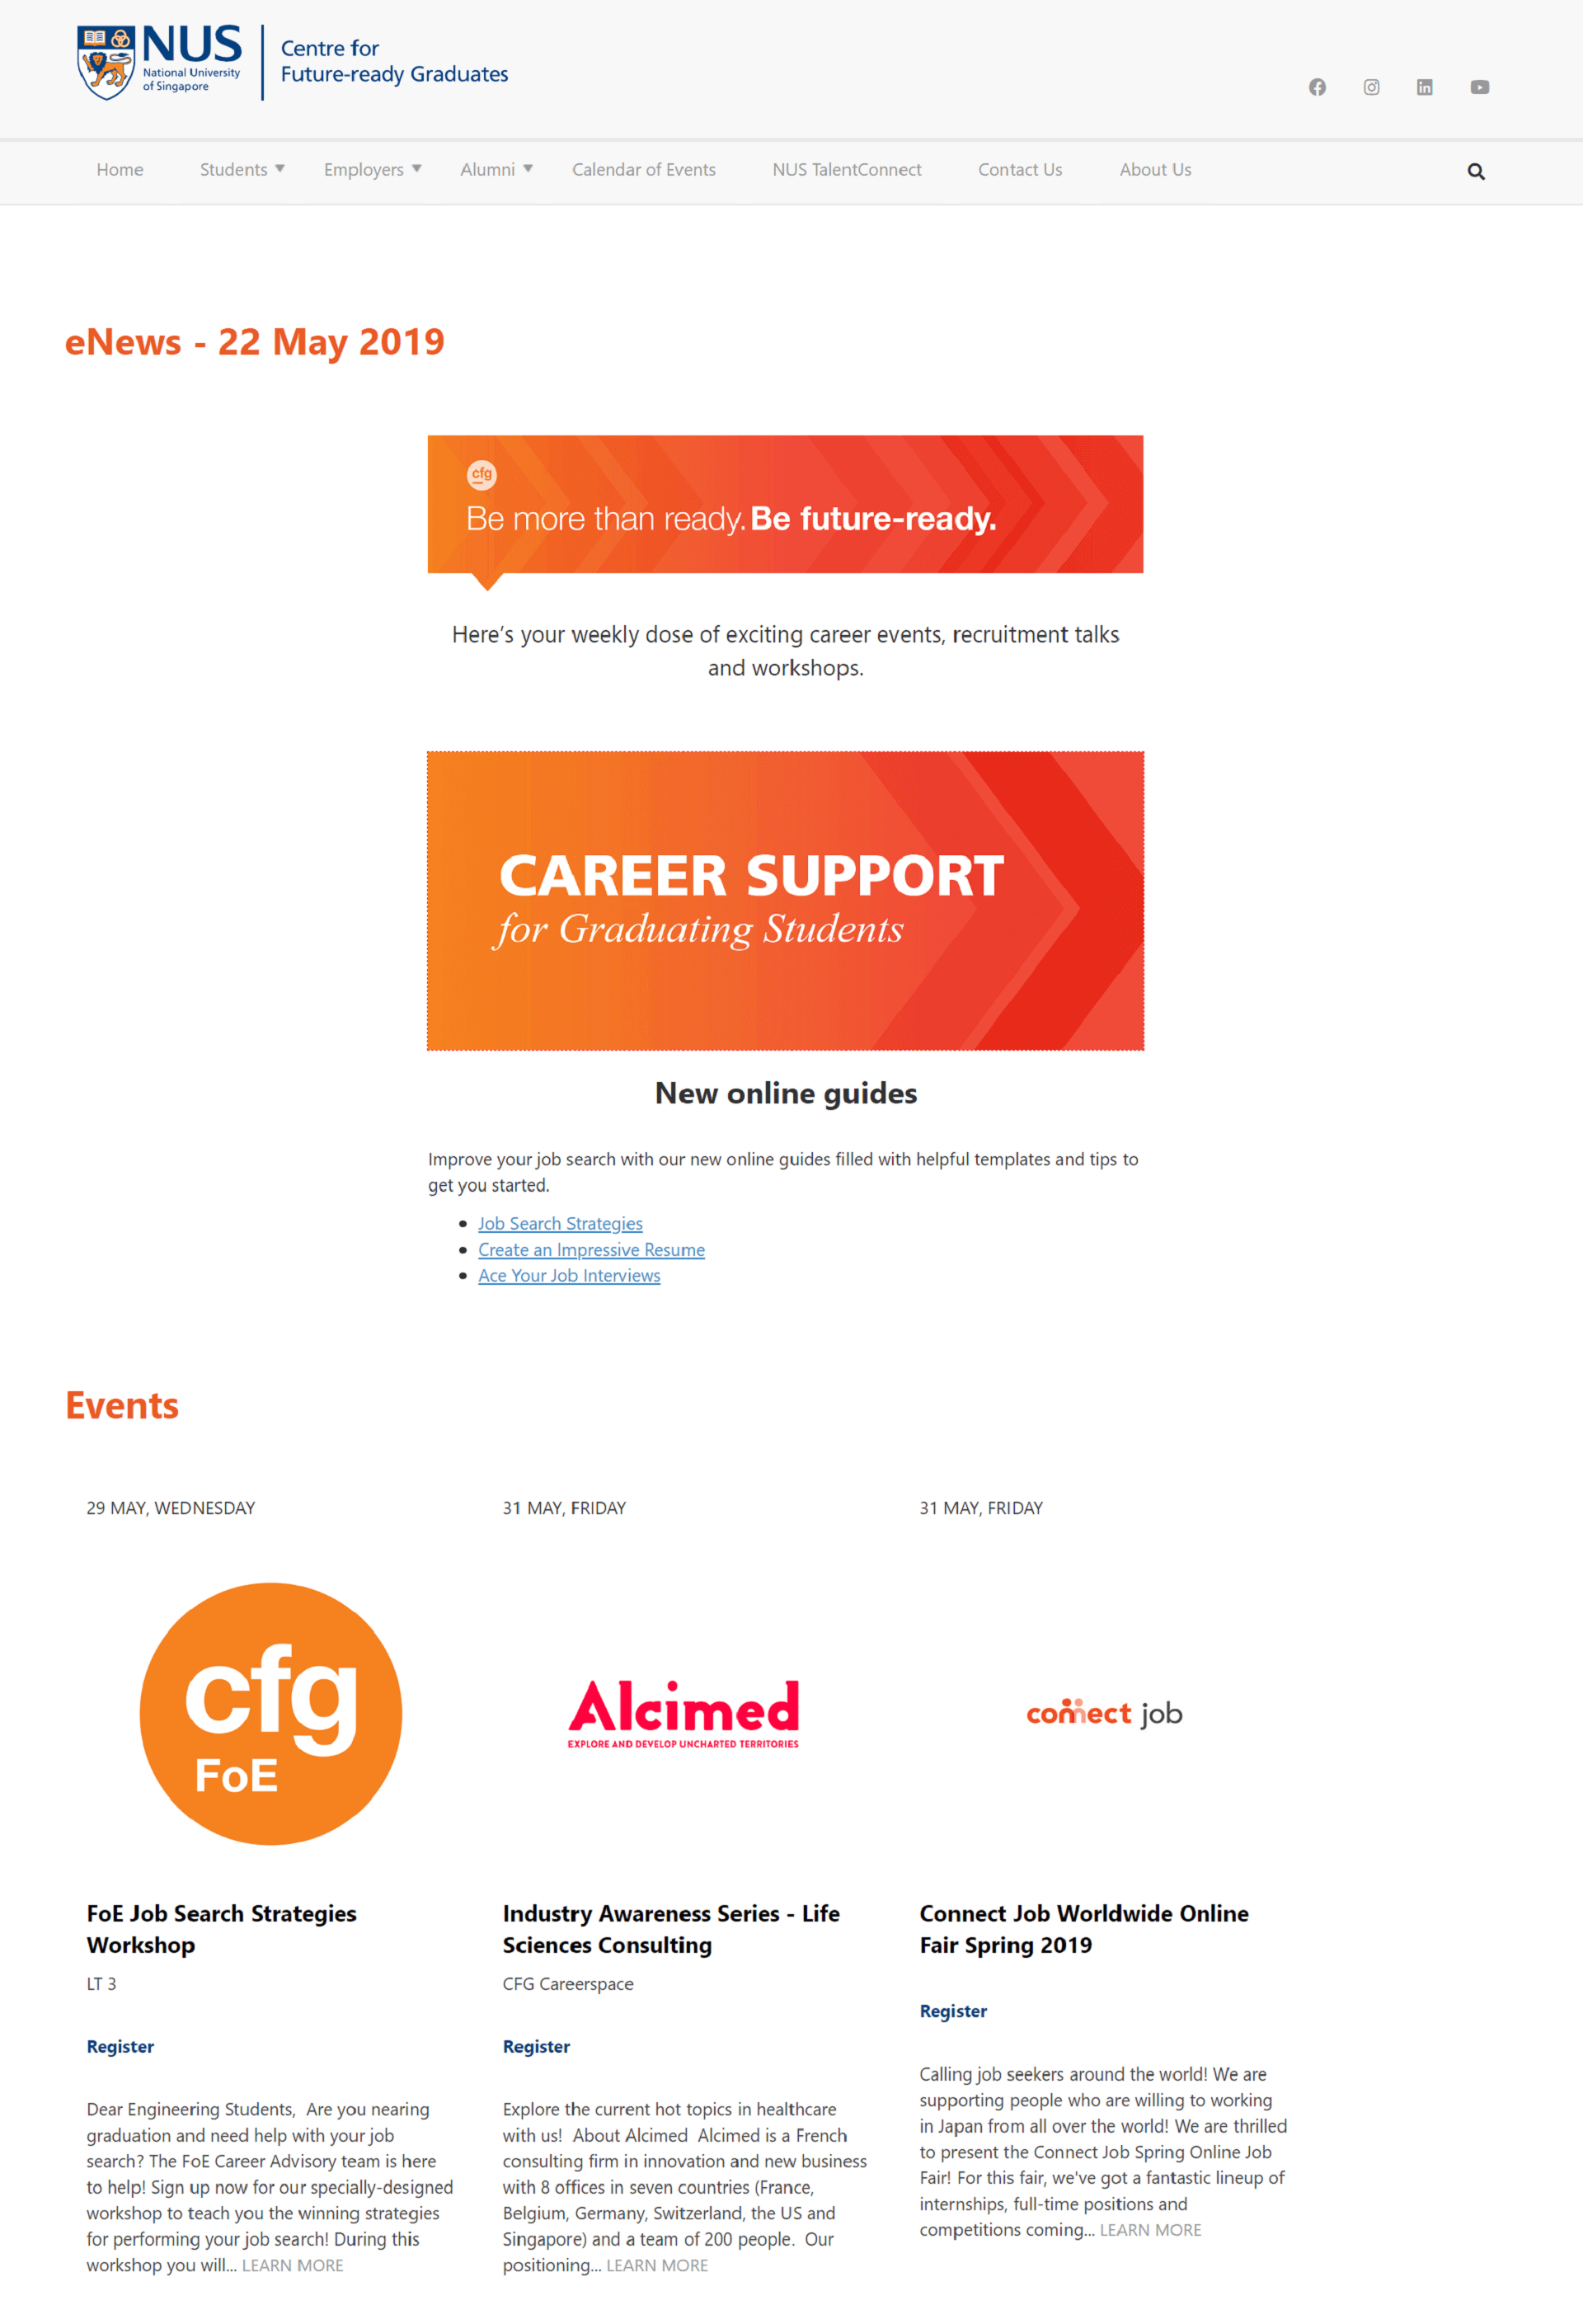 NUS
National University
of Singapore
Centre for
Future-ready Graduates
Home
Students
Employers
Alumni
Calendar of Events
NUS TalentConnect
Contact Us
About Us
eNews - 22 May 2019
cfg
Be more than ready. Be future-ready.
Here's your weekly dose of exciting career events, recruitment talks
and workshops.
CAREER SUPPORT
for Graduating Students
New online guides
Improve your job search with our new online guides filled with helpful templates and tips to
get you started.
Job Search Strategies
Create an Impressive Resume
Ace Your Job Interviews
Events
29 MAY, WEDNESDAY
cfg
FoE
FoE Job Search Strategies
Workshop
LT 3
Register
Dear Engineering Students,  Are you nearing
graduation and need help with your job
search? The FoE Career Advisory team is here
to help! Sign up now for our specially-designed
workshop to teach you the winning strategies
for performing your job search! During this
workshop you will... LEARN MORE
31 MAY, FRIDAY
Alcimed
EXPLORE AND DEVELOP UNCHARTED TERRITORIES
Industry Awareness Series - Life
Sciences Consulting
CFG Careerspace
Register
Explore the current hot topics in healthcare
with us!  About Alcimed  Alcimed is a French
consulting firm in innovation and new business
with 8 offices in seven countries (France,
Belgium, Germany, Switzerland, the US and
Singapore) and a team of 200 people.  Our
positioning... LEARN MORE
31 MAY, FRIDAY
connect job
Connect Job Worldwide Online
Fair Spring 2019
Register
Calling job seekers around the world! We are
supporting people who are willing to working
in Japan from all over the world! We are thrilled
to present the Connect Job Spring Online Job
Fair! For this fair, we've got a fantastic lineup of
internships, full-time positions and
competitions coming... LEARN MORE